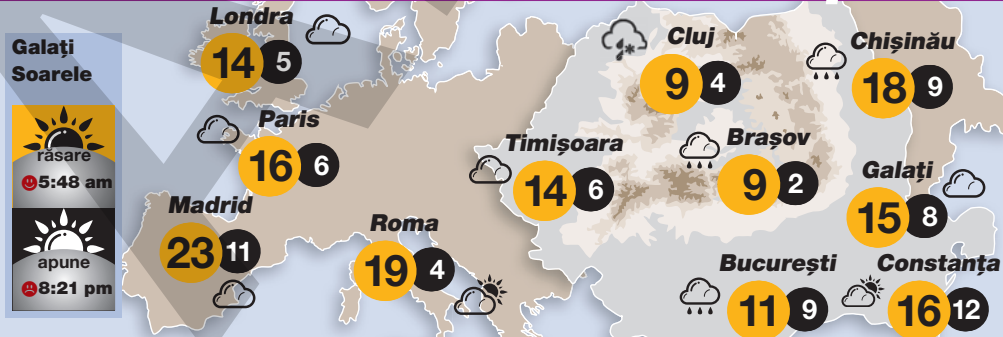 Galați
Soarele
răsare
5:48 am
apune
8:21 pm
Londra
14 5
Paris
16 6
Madrid
23 11
Roma
19 4
Timișoara
14 6
Cluj
9 4
Brașov
9 2
Chișinău
18 9
Galați
15 8
București
11 9
Constanța
16 12